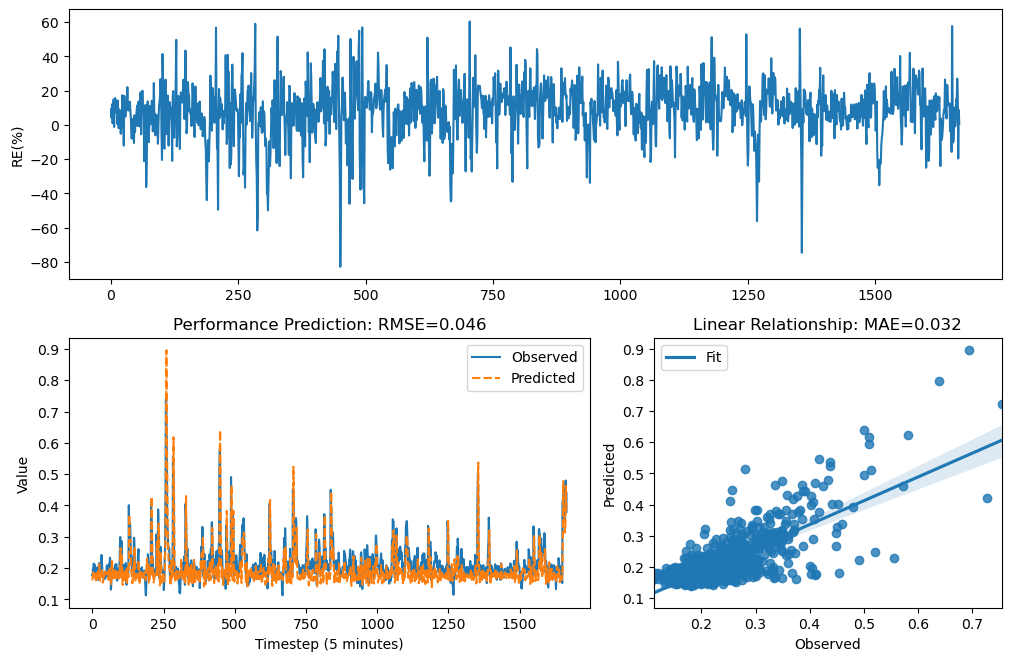 RE(%)
60
40
20
0
−20
−40
−60
−80
0 250 500 750 1000 1250 1500
Performance Prediction: RMSE=0.046
Value
0.9
0.8
0.7
0.6
0.5
0.4
0.3
0.2
0.1
Observed
Predicted
0 250 500 750 1000 1250 1500
Timestep (5 minutes)
Linear Relationship: MAE=0.032
Predicted
0.9
0.8
0.7
0.6
0.5
0.4
0.3
0.2
0.1
Fit
0.2 0.3 0.4 0.5 0.6 0.7
Observed